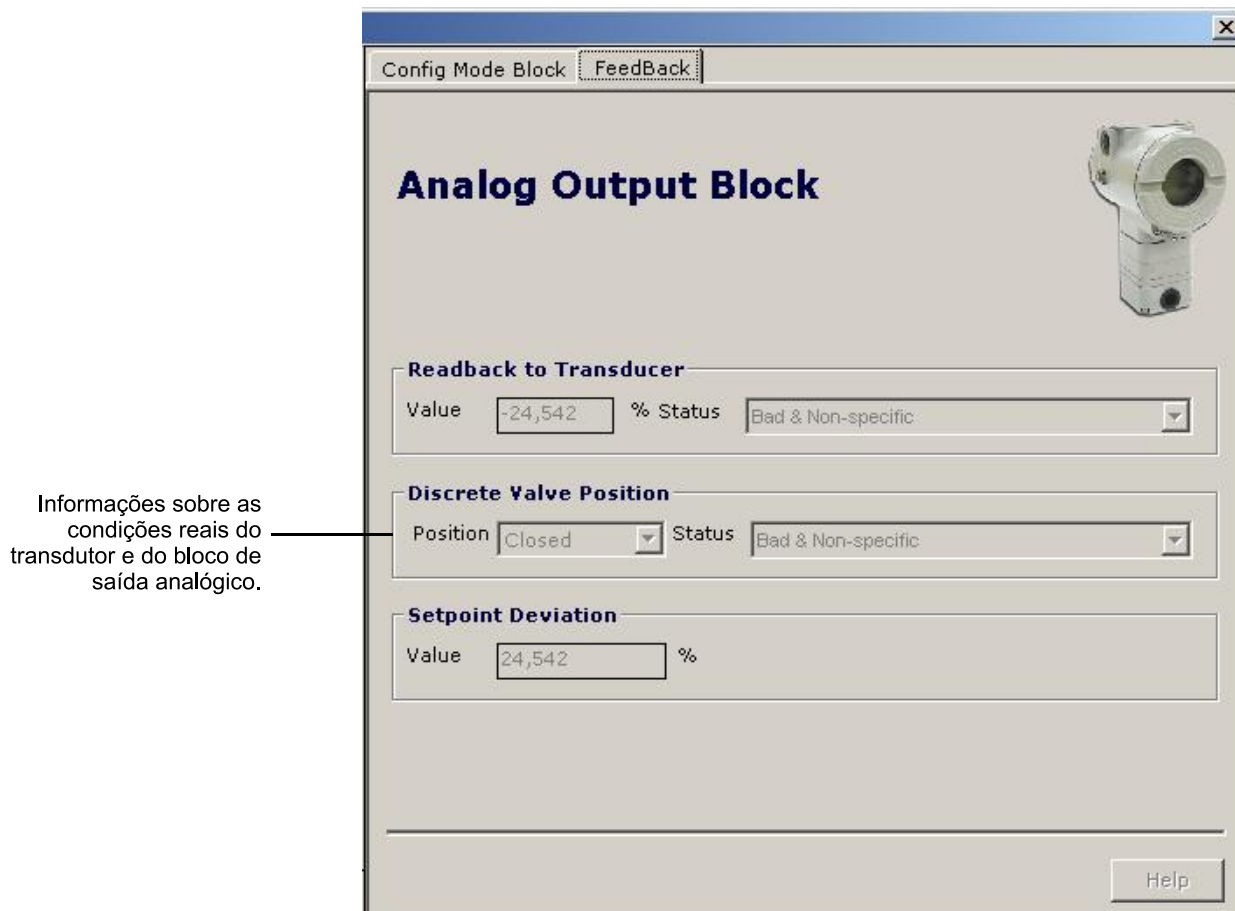 Config Mode Block
FeedBack
Analog Output Block
Readback to Transducer
Value -24,542 % Status Bad & Non-specific
Discrete Valve Position
Position Closed Status Bad & Non-specific
Setpoint Deviation
Value 24,542 %
Help
Informações sobre as
condições reais do
transdutor e do bloco de
saída analógico.